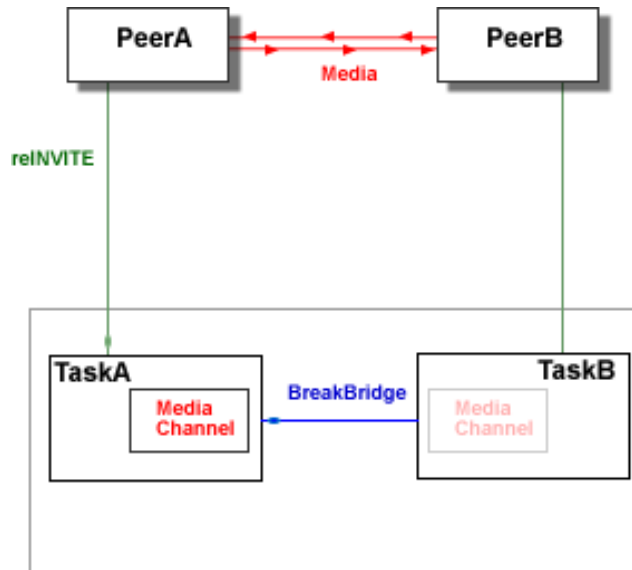 PeerA
PeerB
Media
reINVITE
TaskA
TaskB
BreakBridge
Media
Channel
Media
Channel